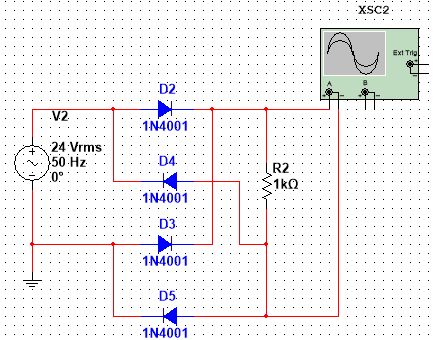 XSC2
Ext Trig
+
-
A
B
+ - + -
V2
24 Vrms
50 Hz
0°
D2
1N4001
D4
1N4001
R2
1kΩ
D3
1N4001
D5
1N4001